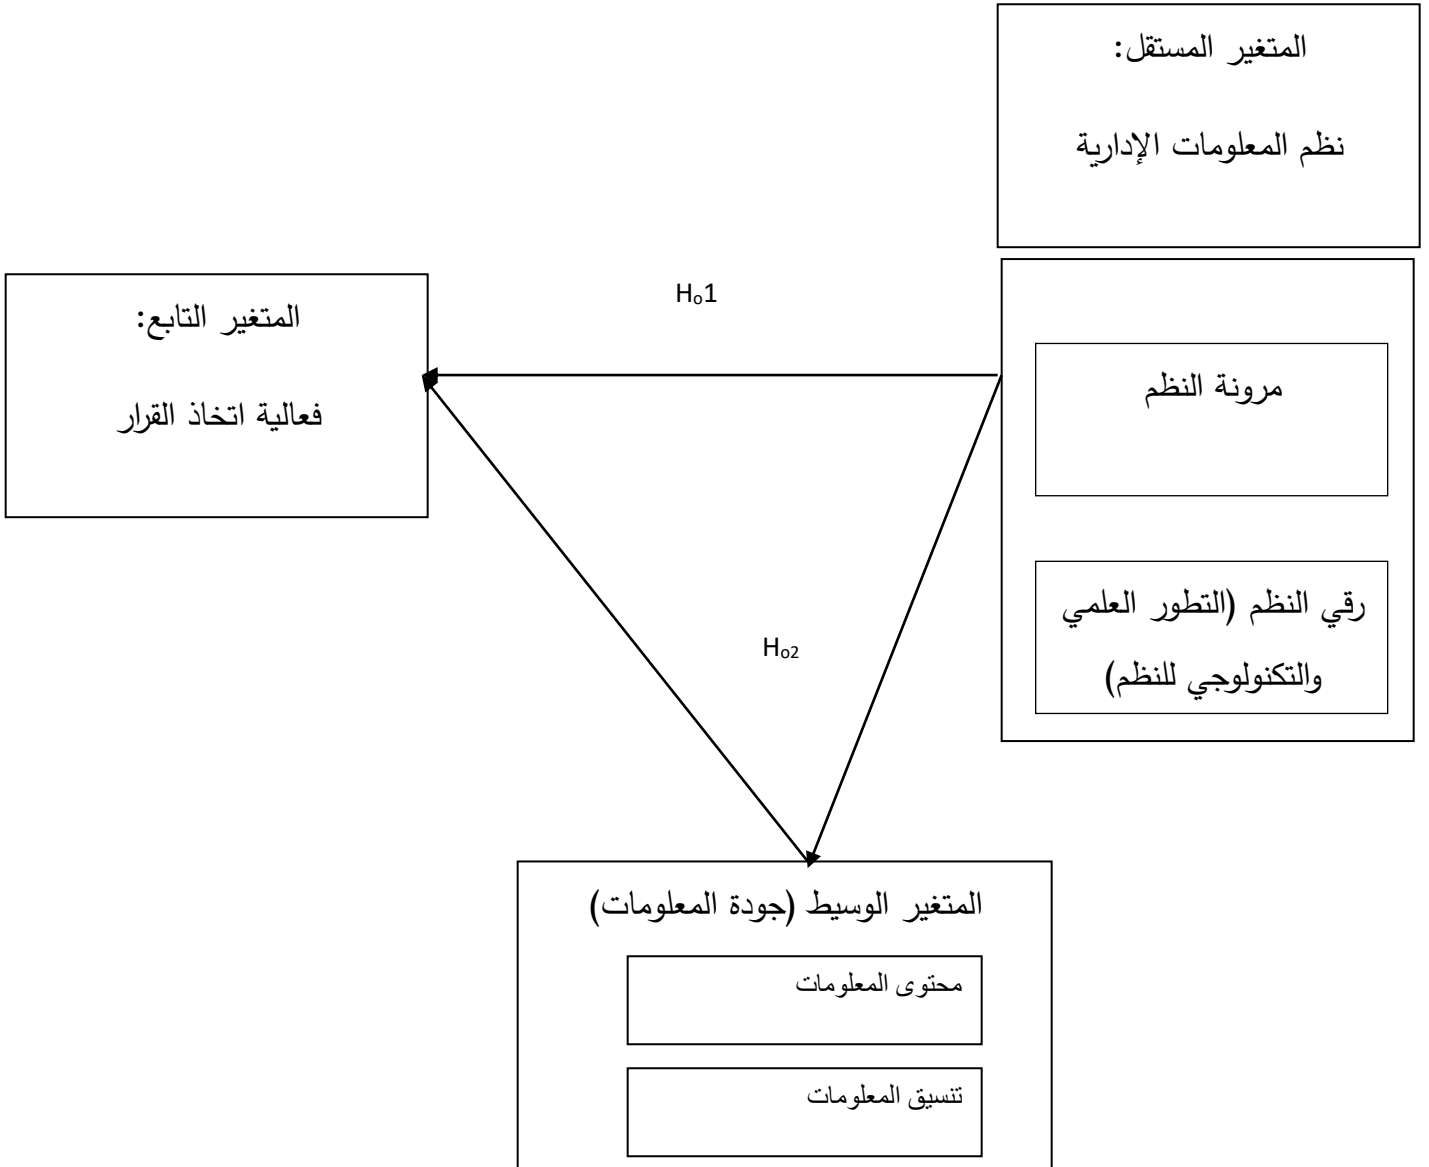 المتغير المستقل:
نظم المعلومات الإدارية
H₀1
المتغير التابع:
فعالية اتخاذ القرار
مرونة النظم
رقي النظم (التطور العلمي
والتكنولوجي للنظم)
H₀₂
المتغير الوسيط (جودة المعلومات)
محتوى المعلومات
تنسيق المعلومات